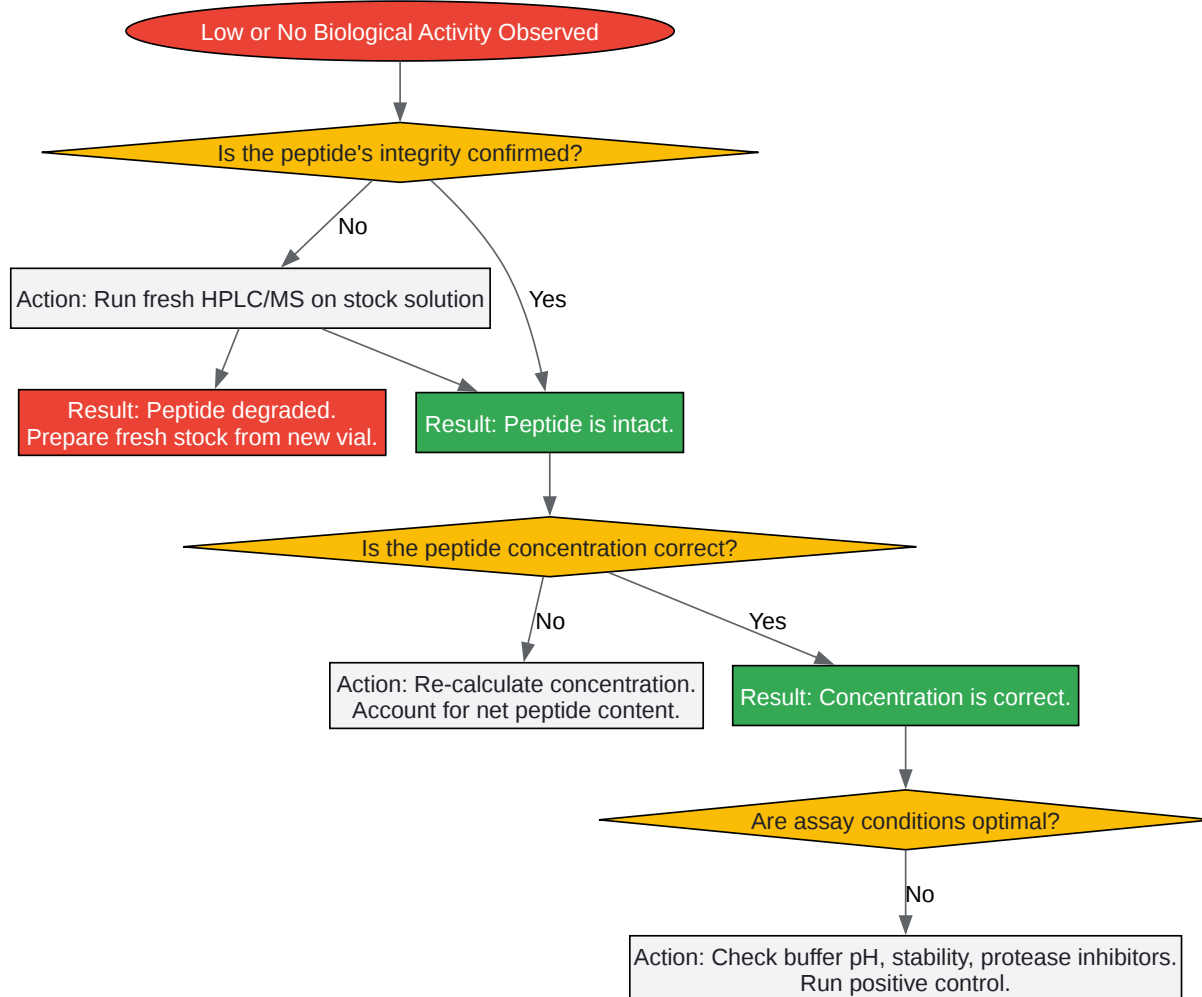 Low or No Biological Activity Observed
Is the peptide's integrity confirmed?
No
Yes
Action: Run fresh HPLC/MS on stock solution
Result: Peptide degraded.
Prepare fresh stock from new vial.
Result: Peptide is intact.
Is the peptide concentration correct?
No
Yes
Action: Re-calculate concentration.
Account for net peptide content.
Result: Concentration is correct.
Are assay conditions optimal?
No
Action: Check buffer pH, stability, protease inhibitors.
Run positive control.